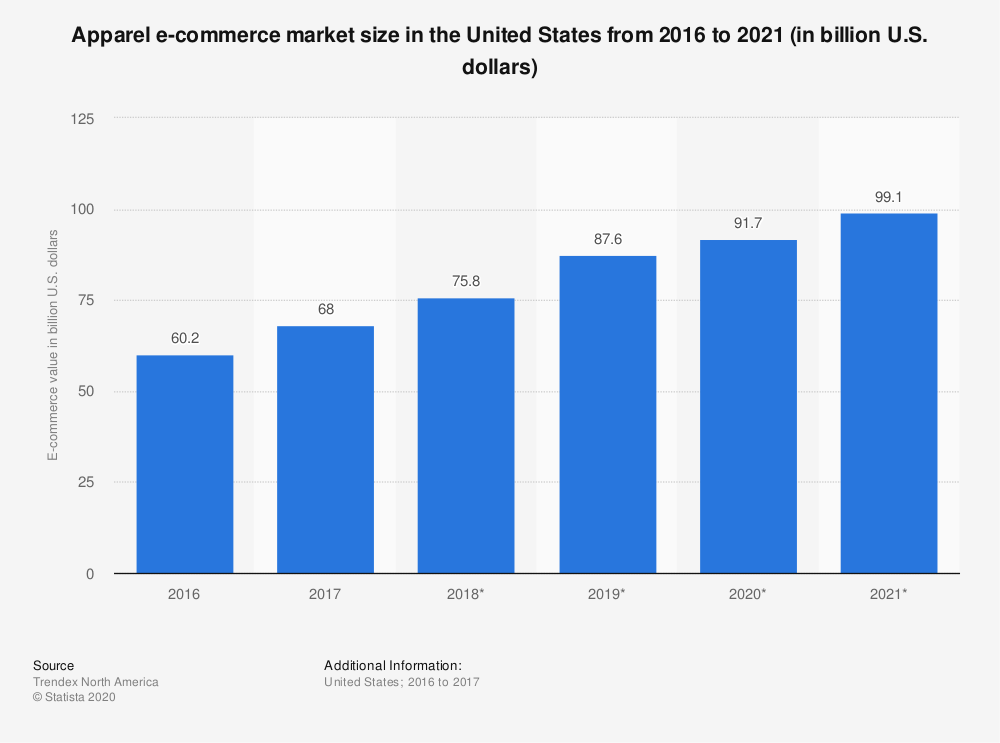 Apparel e-commerce market size in the United States from 2016 to 2021 (in billion U.S.
dollars)
E-commerce value in billion U.S. dollars
125
100
75
50
25
0
60.2
68
75.8
87.6
91.7
99.1
2016
2017
2018*
2019*
2020*
2021*
Source
Trendex North America
© Statista 2020
Additional Information:
United States; 2016 to 2017